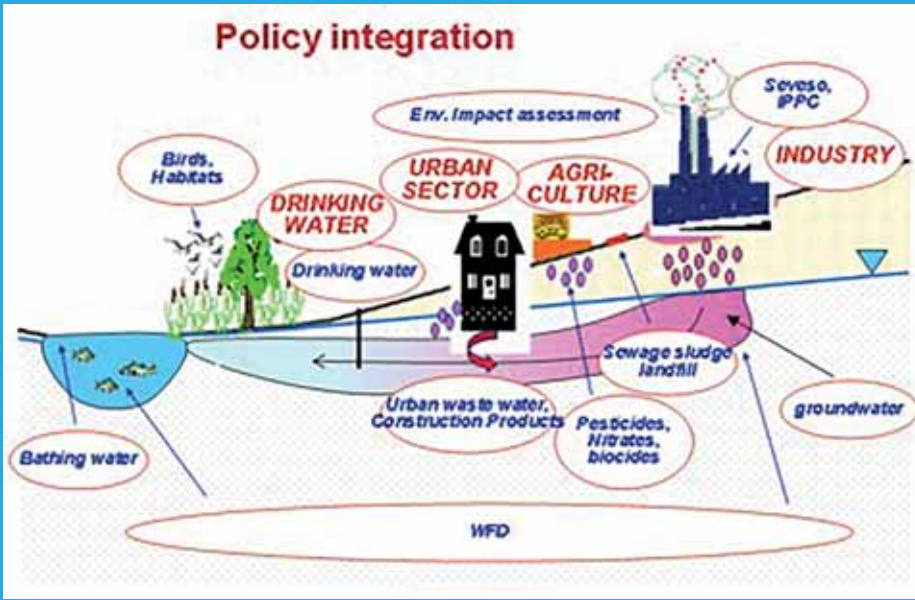 Policy integration
Seveso,
IPPC
Env. Impact assessment
Birds,
Habitats
URBAN
SECTOR
AGRI-
CULTURE
INDUSTRY
DRINKING
WATER
Drinking water
Sewage sludge
landfill
Urban waste water,
Construction Products
Pesticides,
Nitrates,
biocides
groundwater
Bathing water
WFD